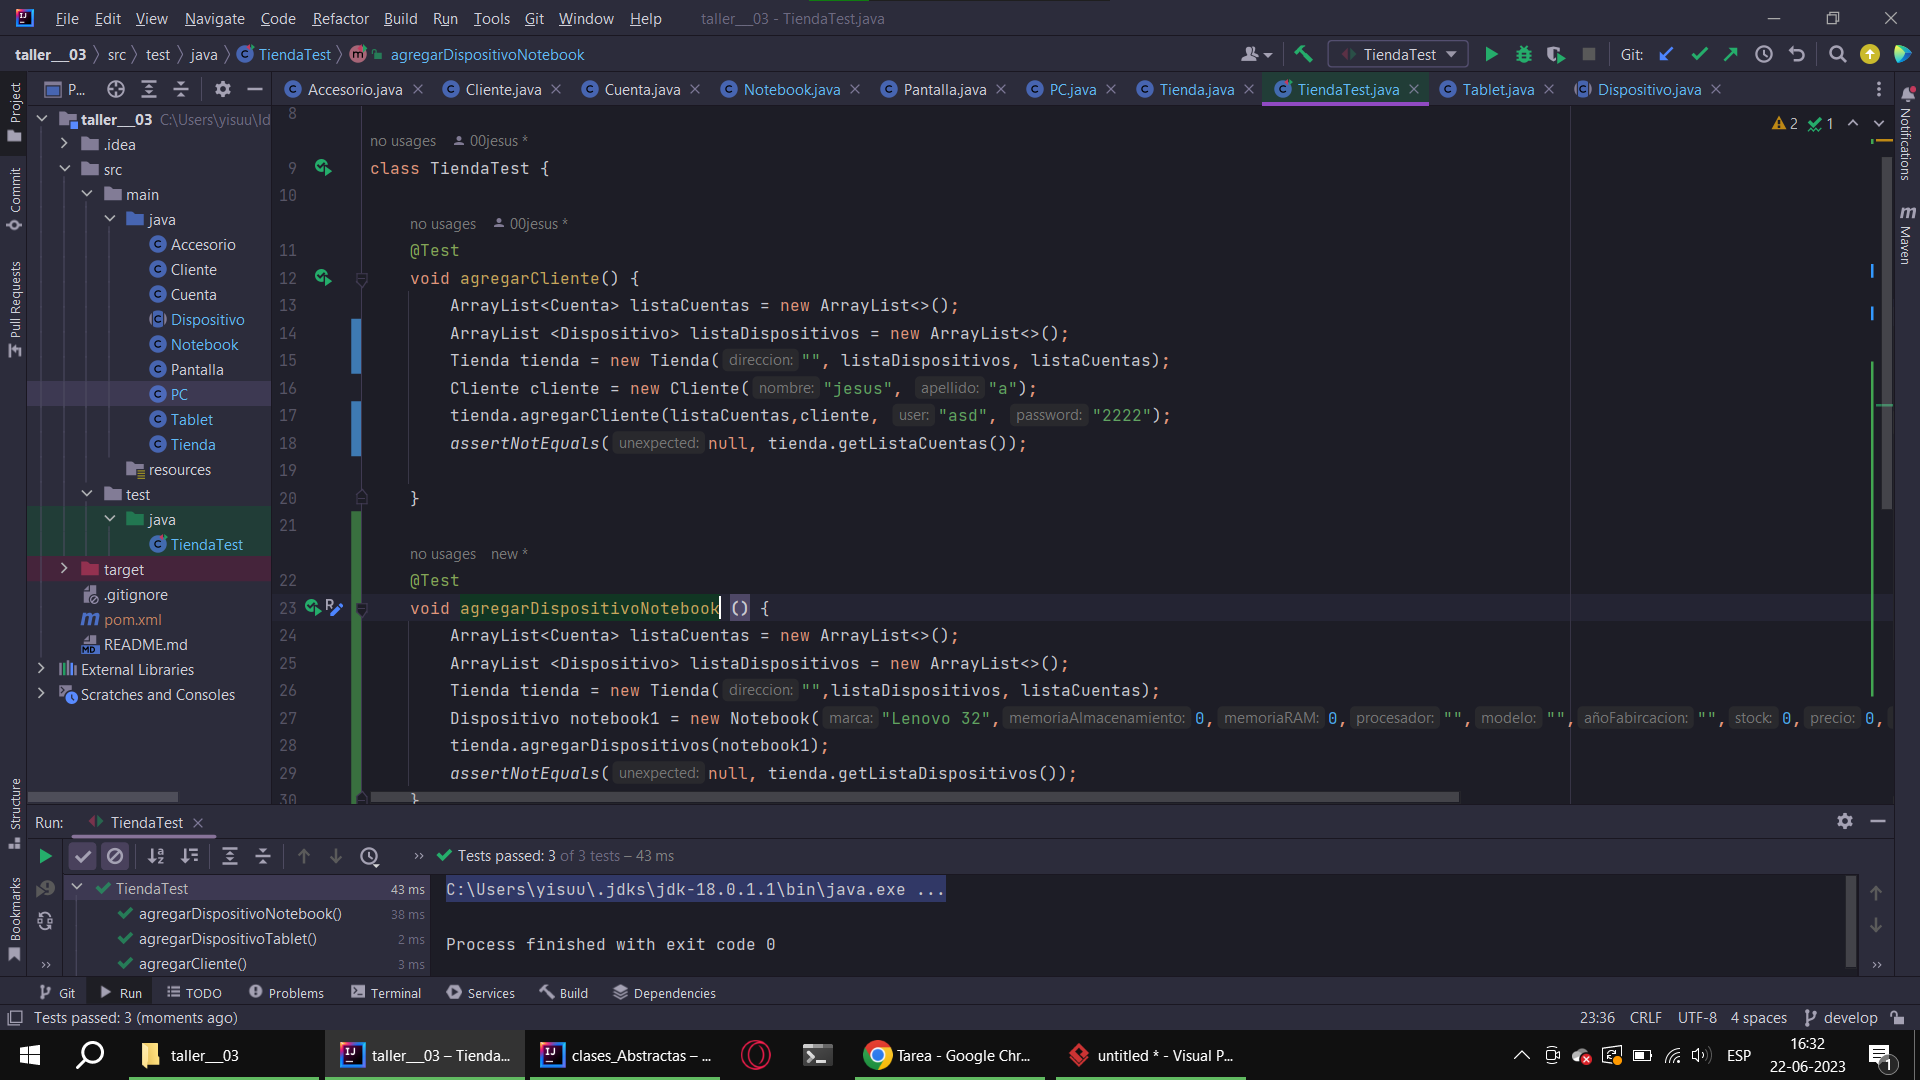 File Edit View Navigate Code Refactor Build Run Tools Git Window Help taller__03 - TiendaTest.java
taller__03 src test java TiendaTest agregarDispositivoNotebook TiendaTest Git:
P... Accesorio.java Cliente.java Cuenta.java Notebook.java Pantalla.java PC.java Tienda.java TiendaTest.java Tablet.java Dispositivo.java
Project
Commit
Pull Requests
Structure
Bookmarks
Notifications
Maven
taller__03 C:\Users\yisuu\Id
.idea
src
main
java
Accesorio
Cliente
Cuenta
Dispositivo
Notebook
Pantalla
PC
Tablet
Tienda
resources
test
java
TiendaTest
target
.gitignore
pom.xml
README.md
External Libraries
Scratches and Consoles
2 1
8
no usages 00jesus *
9 class TiendaTest {
10
no usages 00jesus *
11 @Test
12 void agregarCliente() {
13 ArrayList<Cuenta> listaCuentas = new ArrayList<>();
14 ArrayList <Dispositivo> listaDispositivos = new ArrayList<>();
15 Tienda tienda = new Tienda( direccion: "", listaDispositivos, listaCuentas);
16 Cliente cliente = new Cliente( nombre: "jesus", apellido: "a");
17 tienda.agregarCliente(listaCuentas,cliente, user: "asd", password: "2222");
18 assertNotEquals( unexpected: null, tienda.getListaCuentas());
19
20 }
21
no usages new *
22 @Test
23 void agregarDispositivoNotebook () {
24 ArrayList<Cuenta> listaCuentas = new ArrayList<>();
25 ArrayList <Dispositivo> listaDispositivos = new ArrayList<>();
26 Tienda tienda = new Tienda( direccion: "",listaDispositivos, listaCuentas);
27 Dispositivo notebook1 = new Notebook( marca: "Lenovo 32", memoriaAlmacenamiento: 0, memoriaRAM: 0, procesador: "", modelo: "", añoFabircacion: "", stock: 0, precio: 0,
28 tienda.agregarDispositivos(notebook1);
29 assertNotEquals( unexpected: null, tienda.getListaDispositivos());
30 }
Run: TiendaTest
Tests passed: 3 of 3 tests – 43 ms
TiendaTest 43 ms
agregarDispositivoNotebook() 38 ms
agregarDispositivoTablet() 2 ms
agregarCliente() 3 ms
C:\Users\yisuu\.jdks\jdk-18.0.1.1\bin\java.exe ...
Process finished with exit code 0
Git Run TODO Problems Terminal Services Build Dependencies
Tests passed: 3 (moments ago) 23:36 CRLF UTF-8 4 spaces develop
taller__03 taller__03 – Tienda... clases_Abstractas – ... Tarea - Google Chr... untitled * - Visual P... ESP
16:32
22-06-2023
1